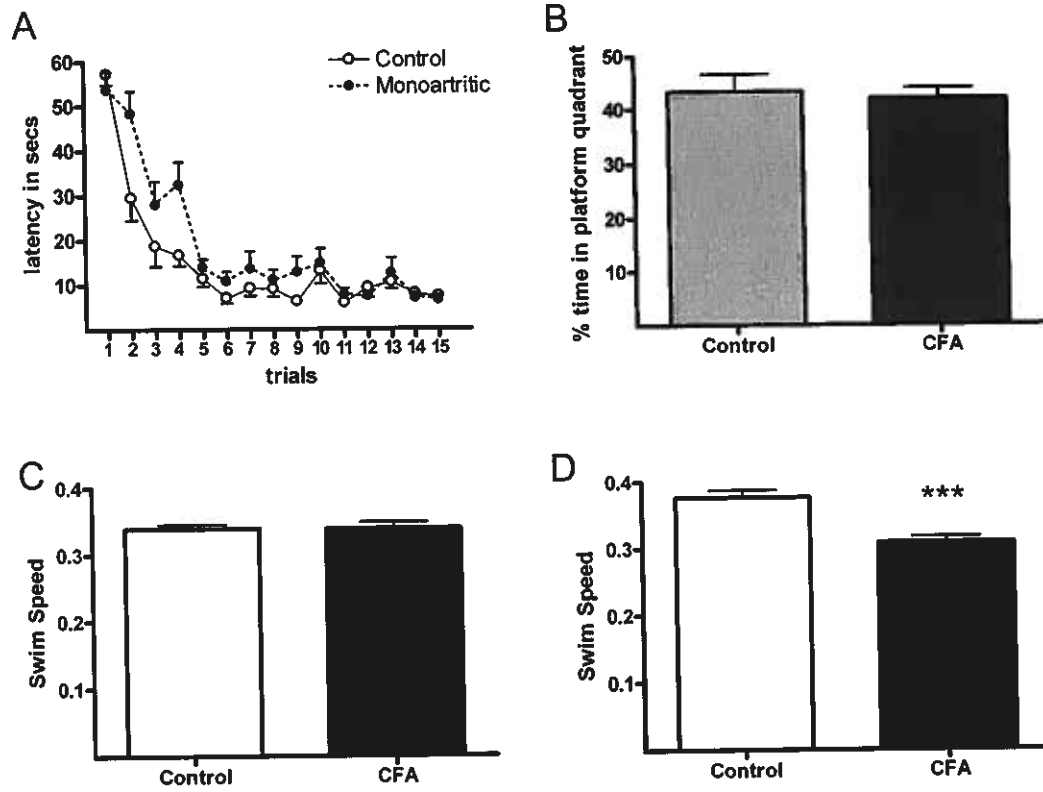 A
Control
Monoartritic
latency in secs
60
50
40
30
20
10
1 2 3 4 5 6 7 8 9 10 11 12 13 14 15
trials
B
% time in platform quadrant
50
40
30
20
10
Control CFA
C
Swim Speed
0.4
0.3
0.2
0.1
Control CFA
D
Swim Speed
0.4
0.3
0.2
0.1
***
Control CFA